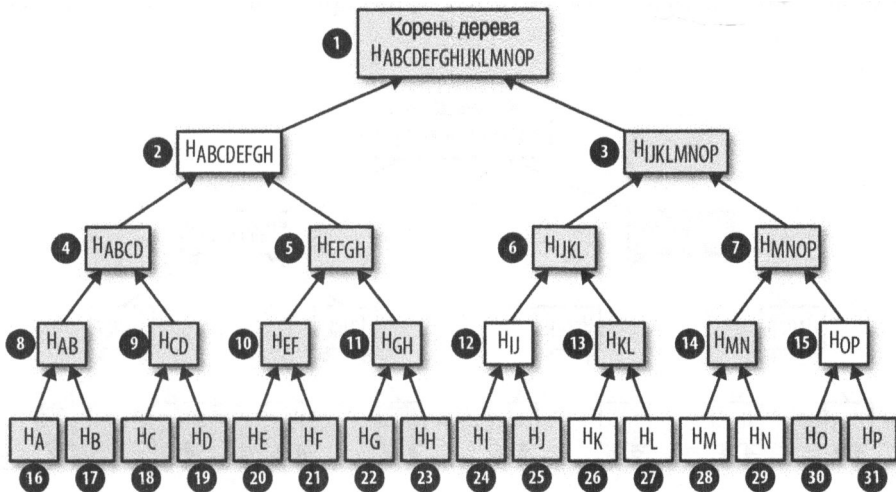 Корень дерева
1 HABCDEFGHIJKLMNOP
2 HABCDEFGH 3 HIJKLMNOP
4 HABCD 5 HEFGH 6 HIJKL 7 HMNOP
8 HAB 9 HCD 10 HEF 11 HGH 12 HIJ 13 HKL 14 HMN 15 HOP
HA HB HC HD HE HF HG HH HI HJ HK HL HM HN HO HP
16 17 18 19 20 21 22 23 24 25 26 27 28 29 30 31